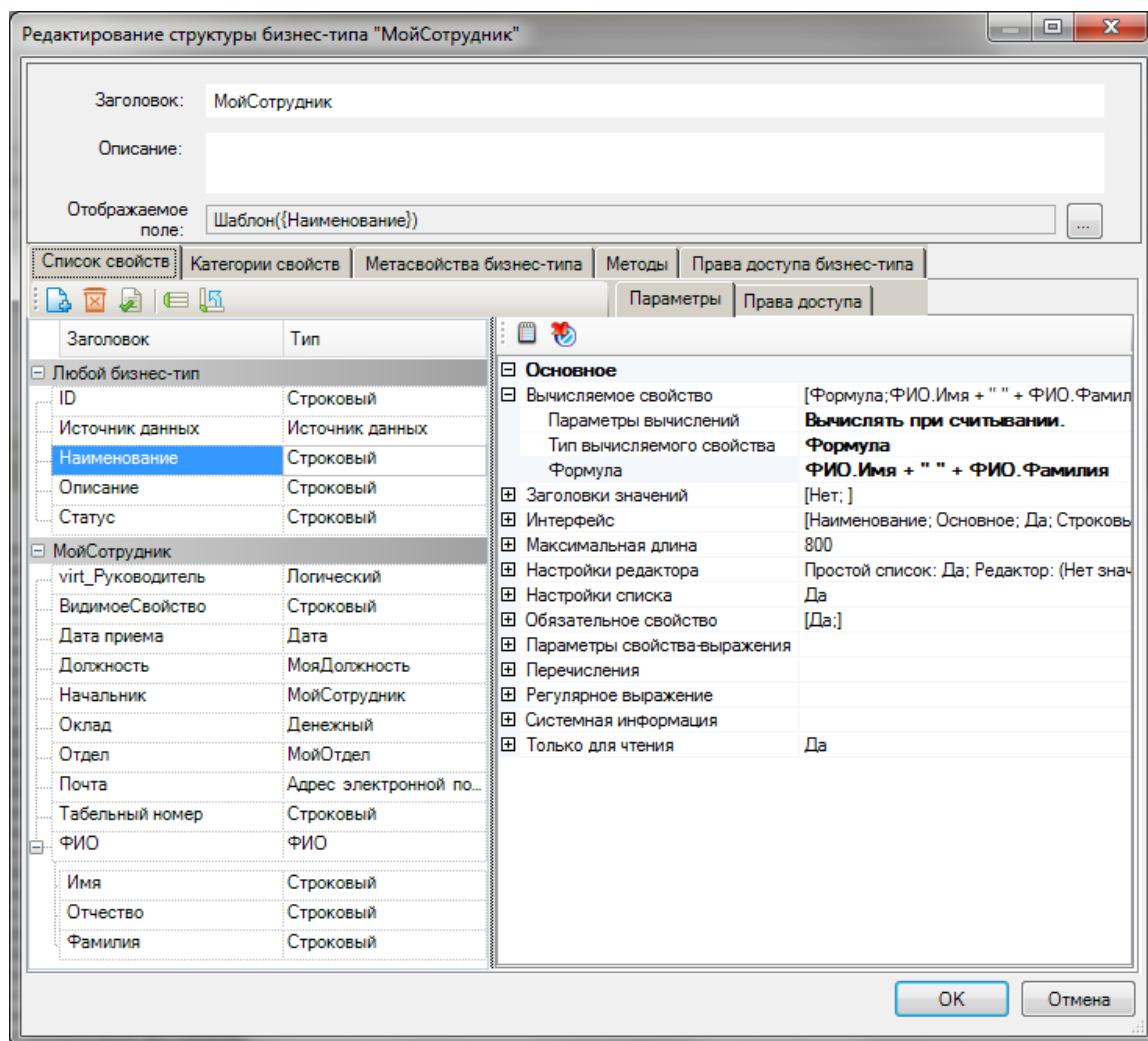 Редактирование структуры бизнес-типа "МойСотрудник"
Заголовок: МойСотрудник
Описание:
Отображаемое
поле: Шаблон({Наименование}) ...
Список свойств Категории свойств Метасвойства бизнес-типа Методы Права доступа бизнес-типа
Параметры Права доступа
Заголовок Тип
Любой бизнес-тип
ID Строковый
Источник данных Источник данных
Наименование Строковый
Описание Строковый
Статус Строковый
МойСотрудник
virt_Руководитель Логический
ВидимоеСвойство Строковый
Дата приема Дата
Должность МояДолжность
Начальник МойСотрудник
Оклад Денежный
Отдел МойОтдел
Почта Адрес электронной по...
Табельный номер Строковый
ФИО ФИО
Имя Строковый
Отчество Строковый
Фамилия Строковый
Основное
Вычисляемое свойство [Формула;ФИО.Имя + " " + ФИО.Фамил
Параметры вычислений Вычислять при считывании.
Тип вычисляемого свойства Формула
Формула ФИО.Имя + " " + ФИО.Фамилия
Заголовки значений [Нет; ]
Интерфейс [Наименование; Основное; Да; Строковы
Максимальная длина 800
Настройки редактора Простой список: Да; Редактор: (Нет знач
Настройки списка Да
Обязательное свойство [Да;]
Параметры свойства-выражения
Перечисления
Регулярное выражение
Системная информация
Только для чтения Да
OK Отмена